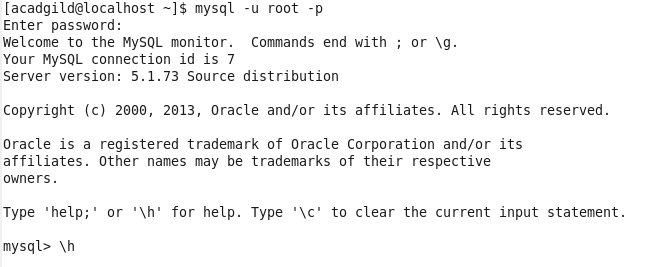 [acadgild@localhost ~]$ mysql -u root -p
Enter password:
Welcome to the MySQL monitor.  Commands end with ; or \g.
Your MySQL connection id is 7
Server version: 5.1.73 Source distribution

Copyright (c) 2000, 2013, Oracle and/or its affiliates. All rights reserved.

Oracle is a registered trademark of Oracle Corporation and/or its
affiliates. Other names may be trademarks of their respective
owners.

Type 'help;' or '\h' for help. Type '\c' to clear the current input statement.

mysql> \h